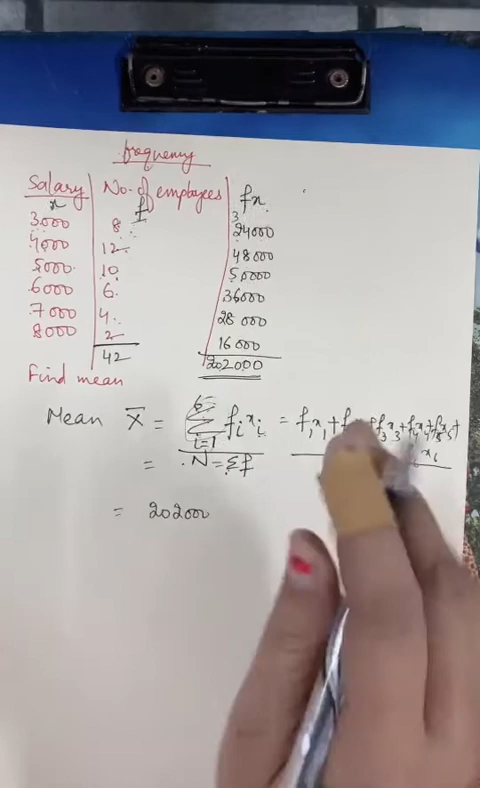 frequency
Salary No. of employees fx
x f
3000 8 24000
4000 12 48000
5000 10 50000
6000 6 36000
7000 4 28000
8000 2 16000
42 202000
Find mean
Mean X̄ = 6 Σ i=1 fᵢxᵢ = f₁x₁ + f₃x₃ + f₄x₄ + f₅x₅ +
= N = Σf x₆
= 202000